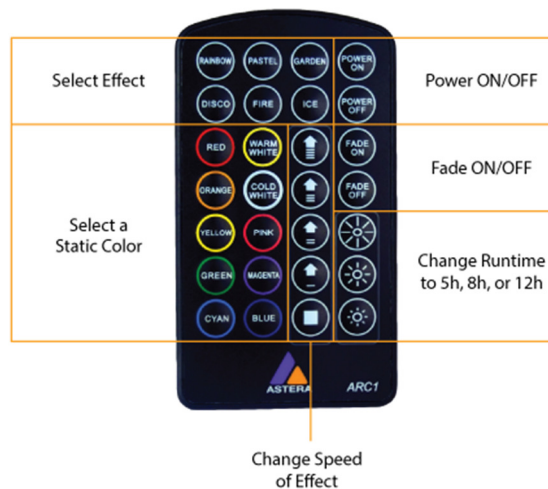 Select Effect
RAINBOW PASTEL GARDEN POWER ON
DISCO FIRE ICE POWER OFF
Power ON/OFF
RED WARM WHITE FADE ON
ORANGE COLD WHITE FADE OFF
Fade ON/OFF
Select a
Static Color
YELLOW PINK
GREEN MAGENTA
CYAN BLUE
Change Runtime
to 5h, 8h, or 12h
ASTERA ARC1
Change Speed
of Effect